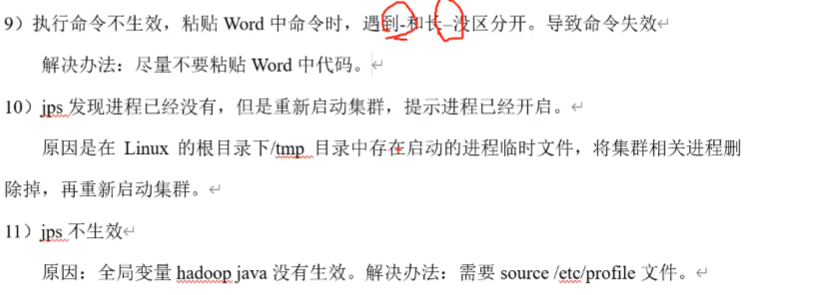 9）执行命令不生效，粘贴 Word 中命令时，遇到-和长–没区分开。导致命令失效
解决办法：尽量不要粘贴 Word 中代码。
10）jps 发现进程已经没有，但是重新启动集群，提示进程已经开启。
原因是在 Linux 的根目录下/tmp 目录中存在启动的进程临时文件，将集群相关进程删
除掉，再重新启动集群。
11）jps 不生效
原因：全局变量 hadoop java 没有生效。解决办法：需要 source /etc/profile 文件。